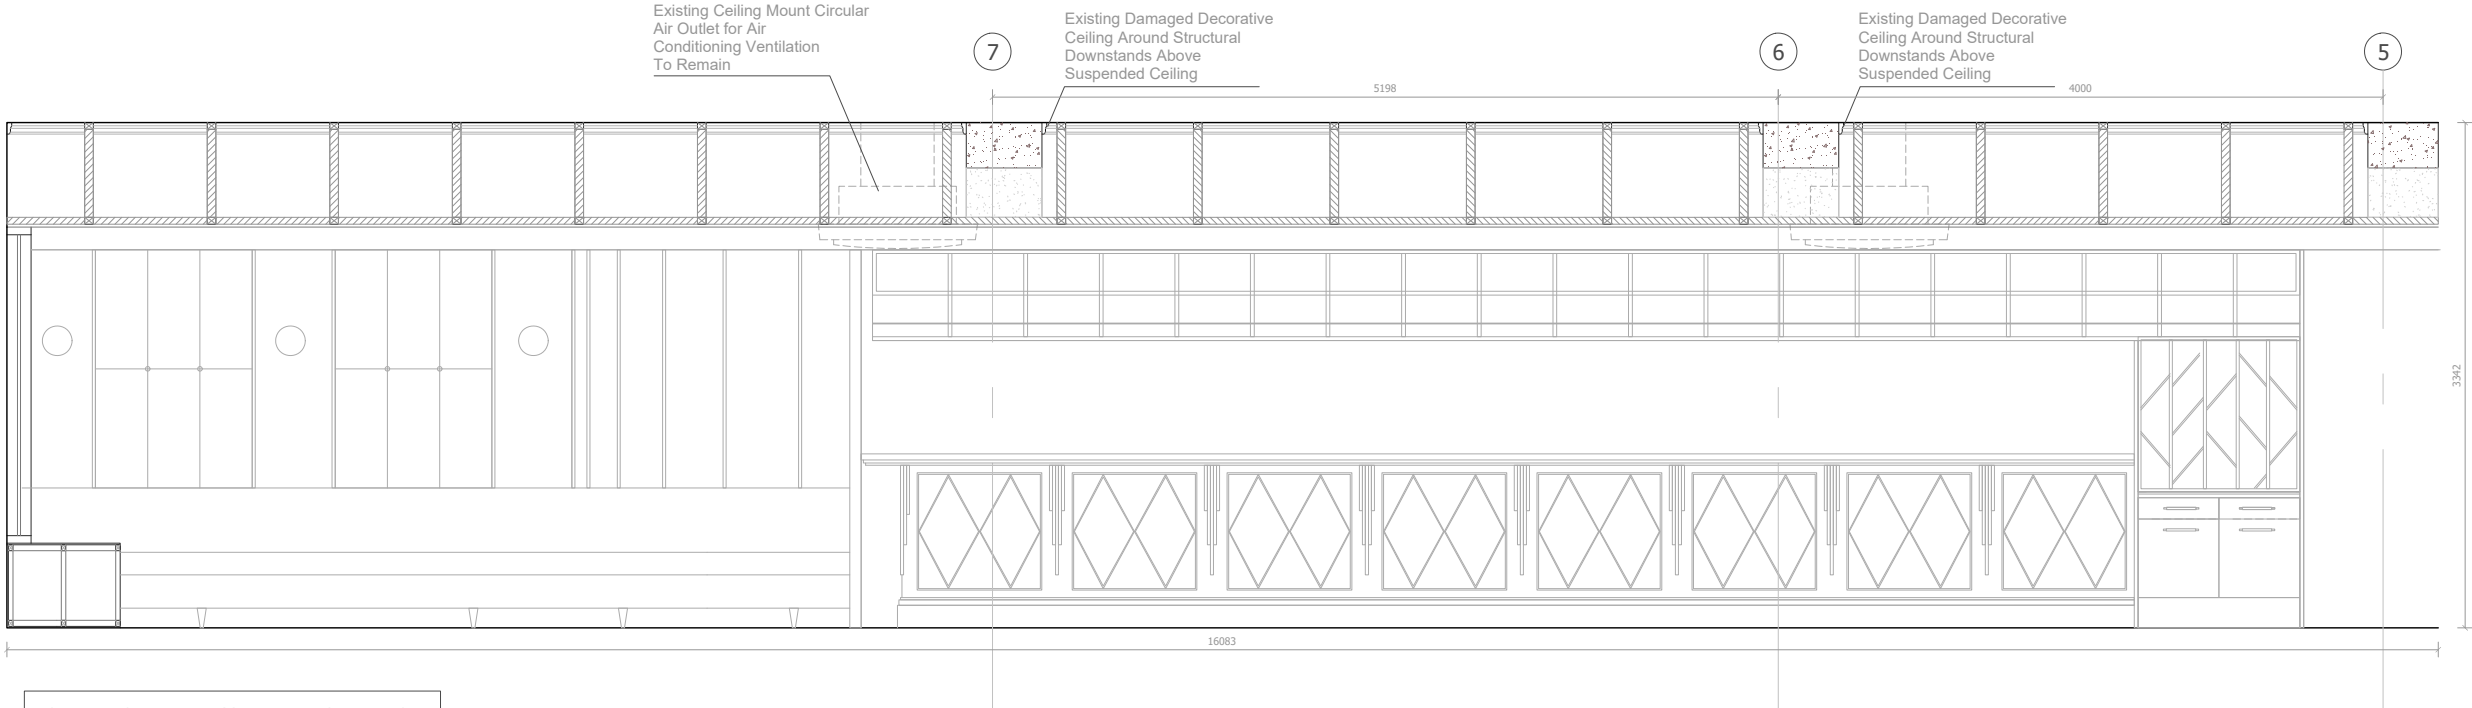 Existing Ceiling Mount Circular
Air Outlet for Air
Conditioning Ventilation
To Remain
7
Existing Damaged Decorative
Ceiling Around Structural
Downstands Above
Suspended Ceiling
6
Existing Damaged Decorative
Ceiling Around Structural
Downstands Above
Suspended Ceiling
5
5198
4000
3342
16083